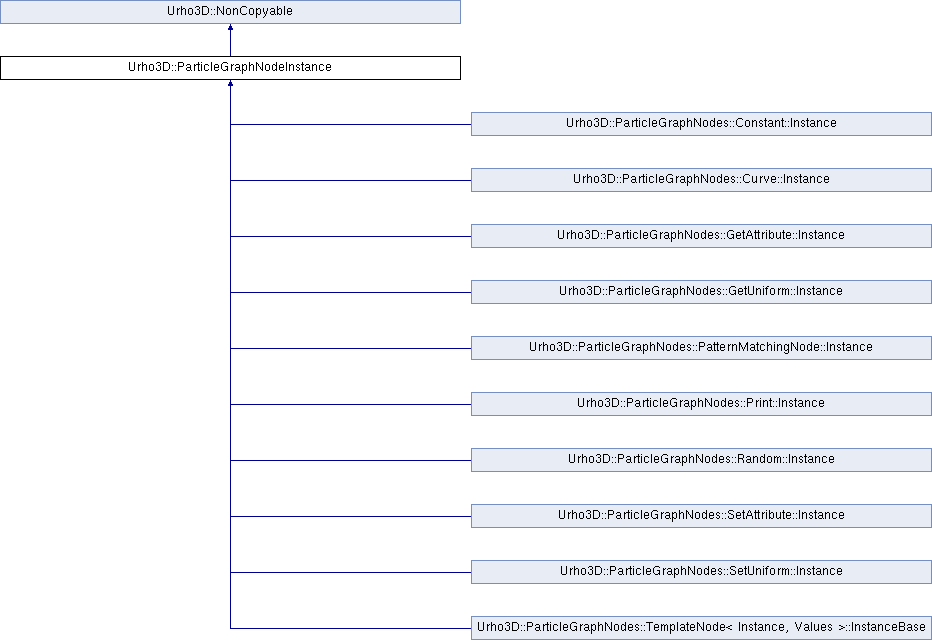 Urho3D::NonCopyable
Urho3D::ParticleGraphNodeInstance
Urho3D::ParticleGraphNodes::Constant::Instance
Urho3D::ParticleGraphNodes::Curve::Instance
Urho3D::ParticleGraphNodes::GetAttribute::Instance
Urho3D::ParticleGraphNodes::GetUniform::Instance
Urho3D::ParticleGraphNodes::PatternMatchingNode::Instance
Urho3D::ParticleGraphNodes::Print::Instance
Urho3D::ParticleGraphNodes::Random::Instance
Urho3D::ParticleGraphNodes::SetAttribute::Instance
Urho3D::ParticleGraphNodes::SetUniform::Instance
Urho3D::ParticleGraphNodes::TemplateNode< Instance, Values >::InstanceBase